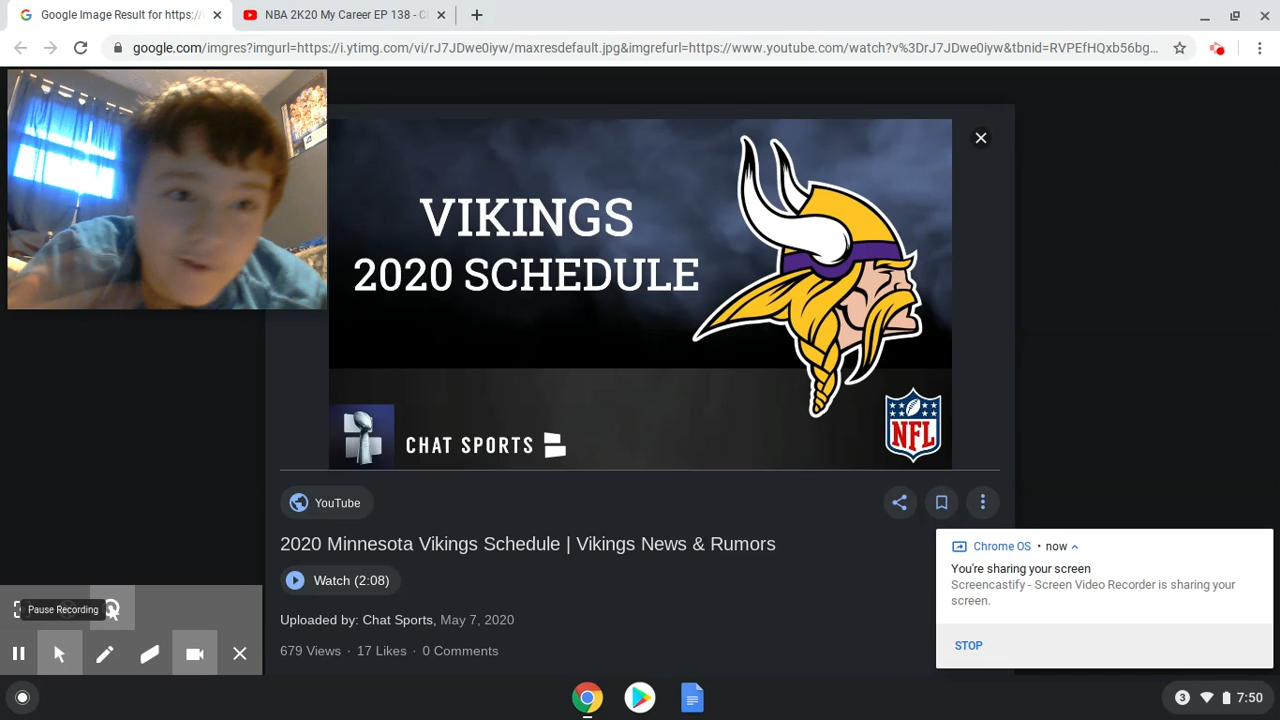 Image Result for https://
NBA 2K20 My Career EP 138 - C
google.com/imgres?imgurl=https://i.ytimg.com/vi/rJ7JDwe0iyw/maxresdefault.jpg&imgrefurl=https://www.youtube.com/watch?v%3DrJ7JDwe0iyw&tbnid=RVPEfHQxb56bg...
VIKINGS
2020 SCHEDULE
CHAT SPORTS
NFL
YouTube
2020 Minnesota Vikings Schedule | Vikings News & Rumors
Watch (2:08)
Uploaded by: Chat Sports, May 7, 2020
679 Views · 17 Likes · 0 Comments
Pause Recording
Chrome OS • now
You're sharing your screen
Screencastify - Screen Video Recorder is sharing your
screen.
STOP
3
7:50